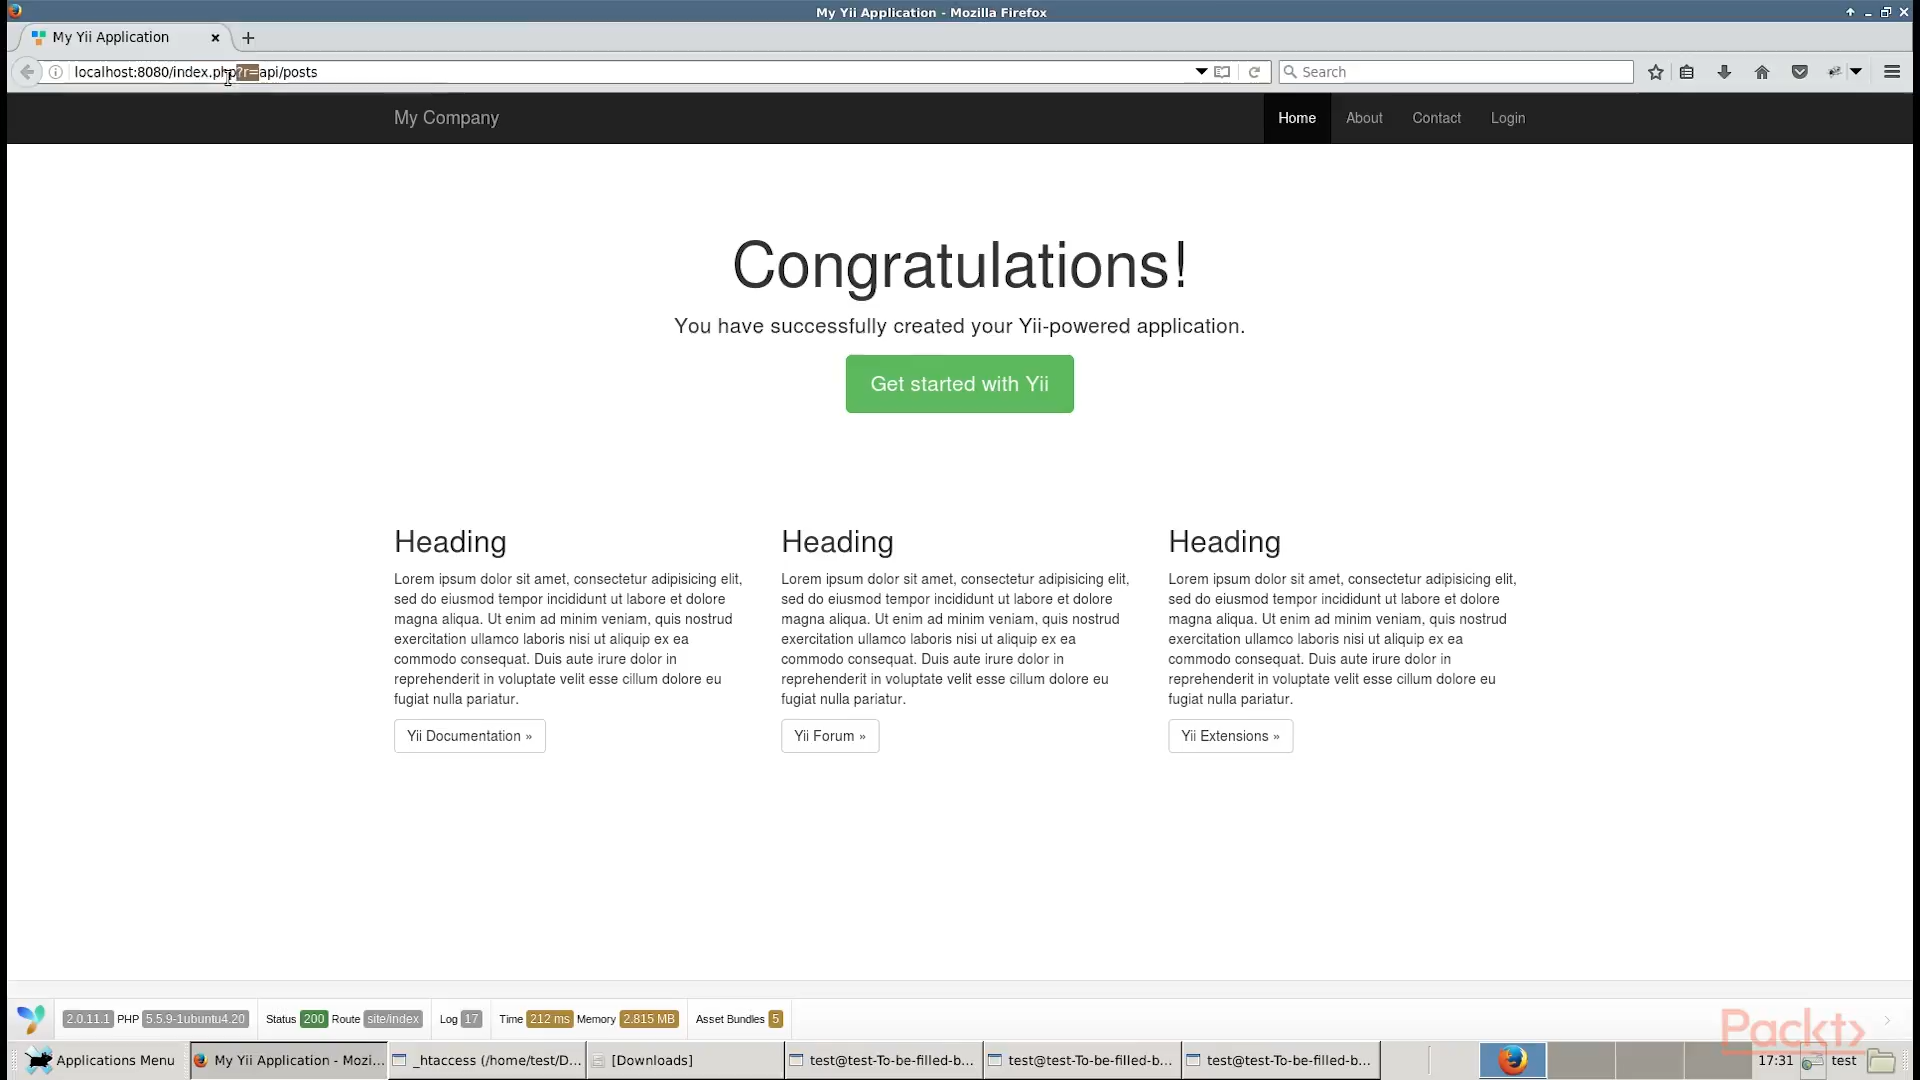 My Yii Application - Mozilla Firefox
My Yii Application
localhost:8080/index.php?r=api/posts
Search
My Company
Home
About
Contact
Login
Congratulations!
You have successfully created your Yii-powered application.
Get started with Yii
Heading
Lorem ipsum dolor sit amet, consectetur adipisicing elit,
sed do eiusmod tempor incididunt ut labore et dolore
magna aliqua. Ut enim ad minim veniam, quis nostrud
exercitation ullamco laboris nisi ut aliquip ex ea
commodo consequat. Duis aute irure dolor in
reprehenderit in voluptate velit esse cillum dolore eu
fugiat nulla pariatur.
Yii Documentation »
Heading
Lorem ipsum dolor sit amet, consectetur adipisicing elit,
sed do eiusmod tempor incididunt ut labore et dolore
magna aliqua. Ut enim ad minim veniam, quis nostrud
exercitation ullamco laboris nisi ut aliquip ex ea
commodo consequat. Duis aute irure dolor in
reprehenderit in voluptate velit esse cillum dolore eu
fugiat nulla pariatur.
Yii Forum »
Heading
Lorem ipsum dolor sit amet, consectetur adipisicing elit,
sed do eiusmod tempor incididunt ut labore et dolore
magna aliqua. Ut enim ad minim veniam, quis nostrud
exercitation ullamco laboris nisi ut aliquip ex ea
commodo consequat. Duis aute irure dolor in
reprehenderit in voluptate velit esse cillum dolore eu
fugiat nulla pariatur.
Yii Extensions »
2.0.11.1 PHP 5.5.9-1ubuntu4.20 Status 200 Route site/index Log 17 Time 212 ms Memory 2.815 MB Asset Bundles 5
Packt>
Applications Menu
My Yii Application - Mozi...
_htaccess (/home/test/D...
[Downloads]
test@test-To-be-filled-b...
test@test-To-be-filled-b...
test@test-To-be-filled-b...
17:31
test